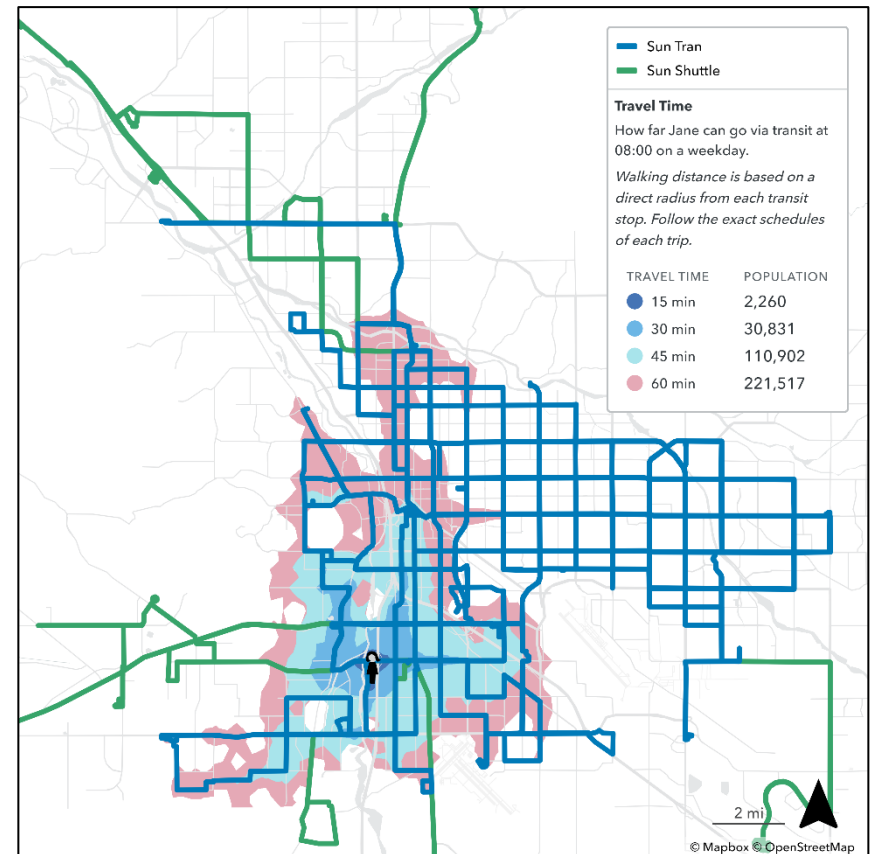 Sun Tran
Sun Shuttle
Travel Time
How far Jane can go via transit at
08:00 on a weekday.
Walking distance is based on a
direct radius from each transit
stop. Follow the exact schedules
of each trip.
TRAVEL TIME POPULATION
15 min 2,260
30 min 30,831
45 min 110,902
60 min 221,517
2 mi
© Mapbox © OpenStreetMap